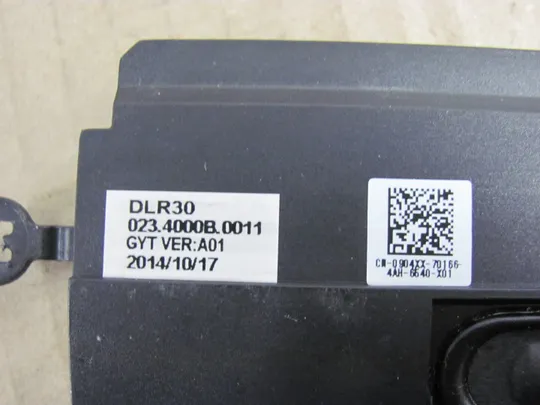 DLR30
023.4000B.0011
GYT VER:A01
2014/10/17
CN-0904XX-70166
4AH-6640-X01